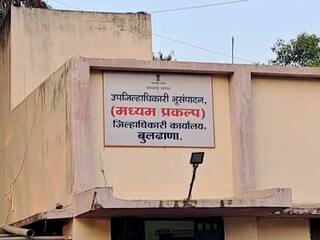 उपजिल्हाधिकारी भूसंपादन,
(मध्यम प्रकल्प)
जिल्हाधिकारी कार्यालय,
बुलढाणा.